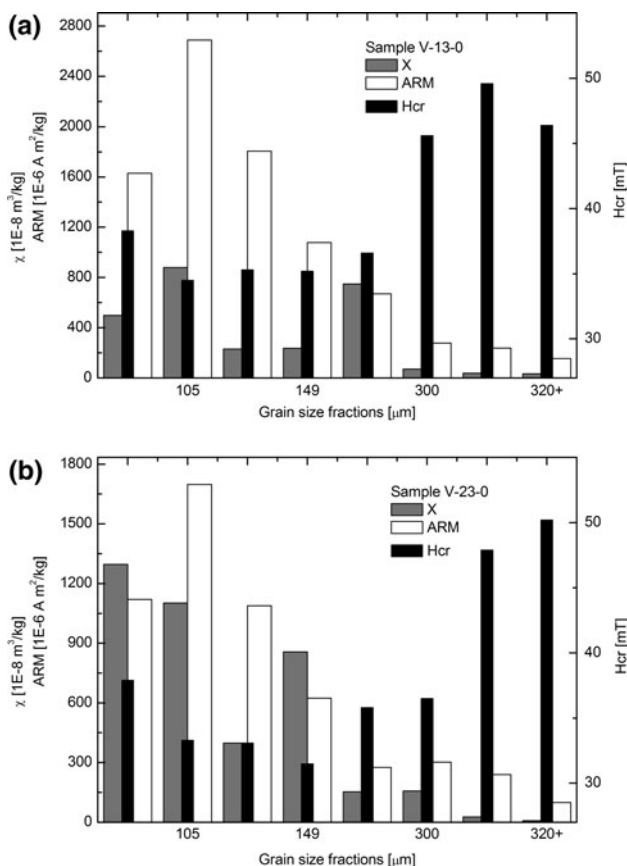 (a)
2800
2400
2000
1600
1200
800
400
0
χ [1E-8 m³/kg]
ARM [1E-6 A m²/kg]
Sample V-13-0
X
ARM
Hcr
50
40
30
Hcr [mT]
105 149 300 320+
Grain size fractions [μm]
(b)
1800
1500
1200
900
600
300
0
χ [1E-8 m³/kg]
ARM [1E-6 A m²/kg]
Sample V-23-0
X
ARM
Hcr
50
40
30
Hcr [mT]
105 149 300 320+
Grain size fractions [μm]